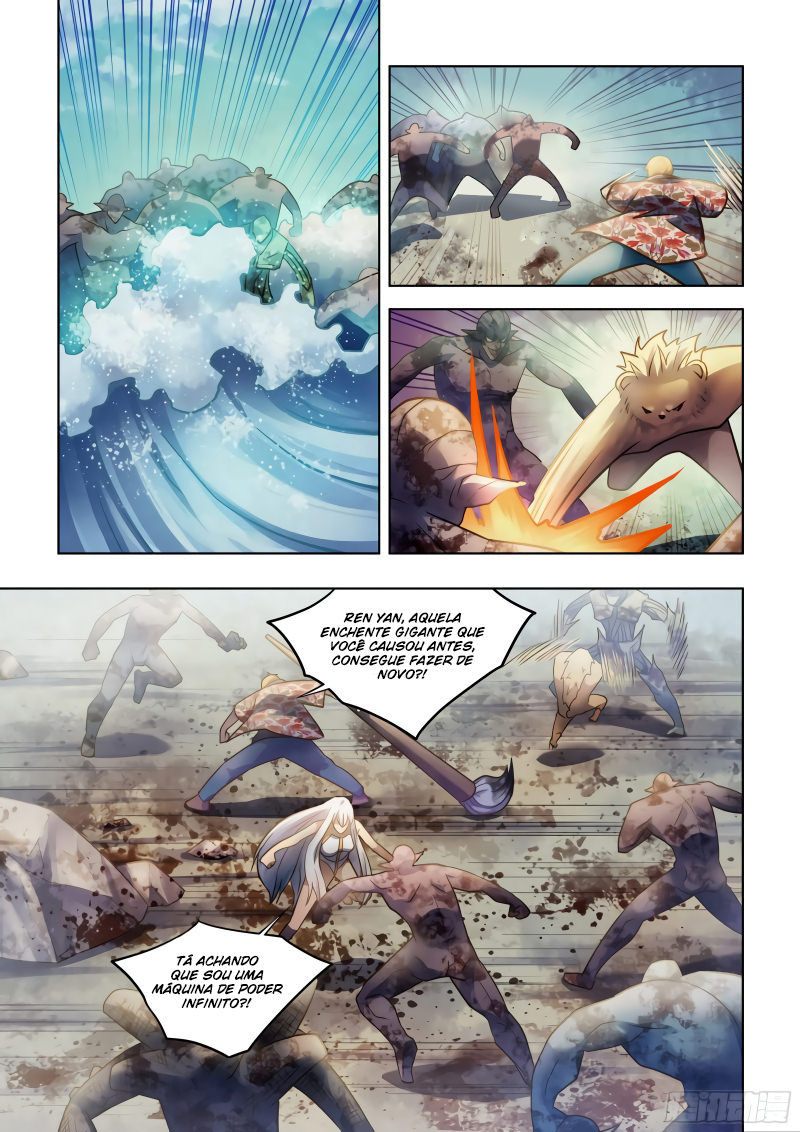 REN YAN, AQUELA
ENCHENTE GIGANTE QUE
VOCÊ CAUSOU ANTES,
CONSEGUE FAZER DE
NOVO?!
TÁ ACHANDO
QUE SOU UMA
MÁQUINA DE PODER
INFINITO?!